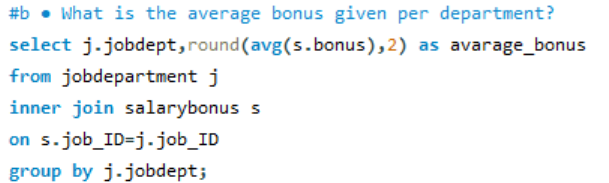 #b ● What is the average bonus given per department?
select j.jobdept,round(avg(s.bonus),2) as avarage_bonus
from jobdepartment j
inner join salarybonus s
on s.job_ID=j.job_ID
group by j.jobdept;